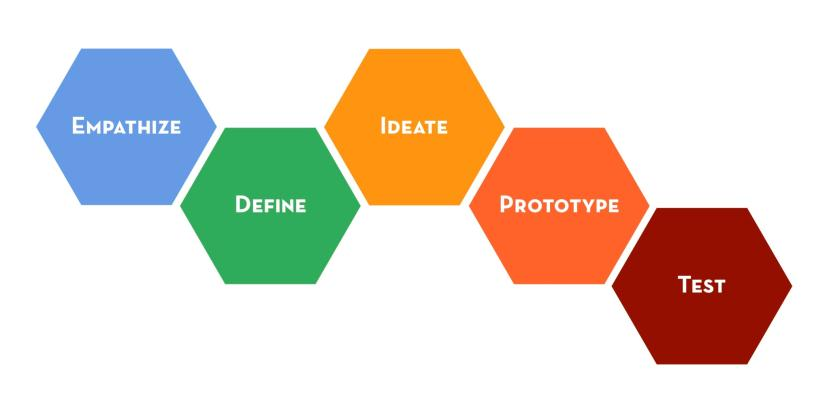 Empathize
Define
Ideate
Prototype
Test